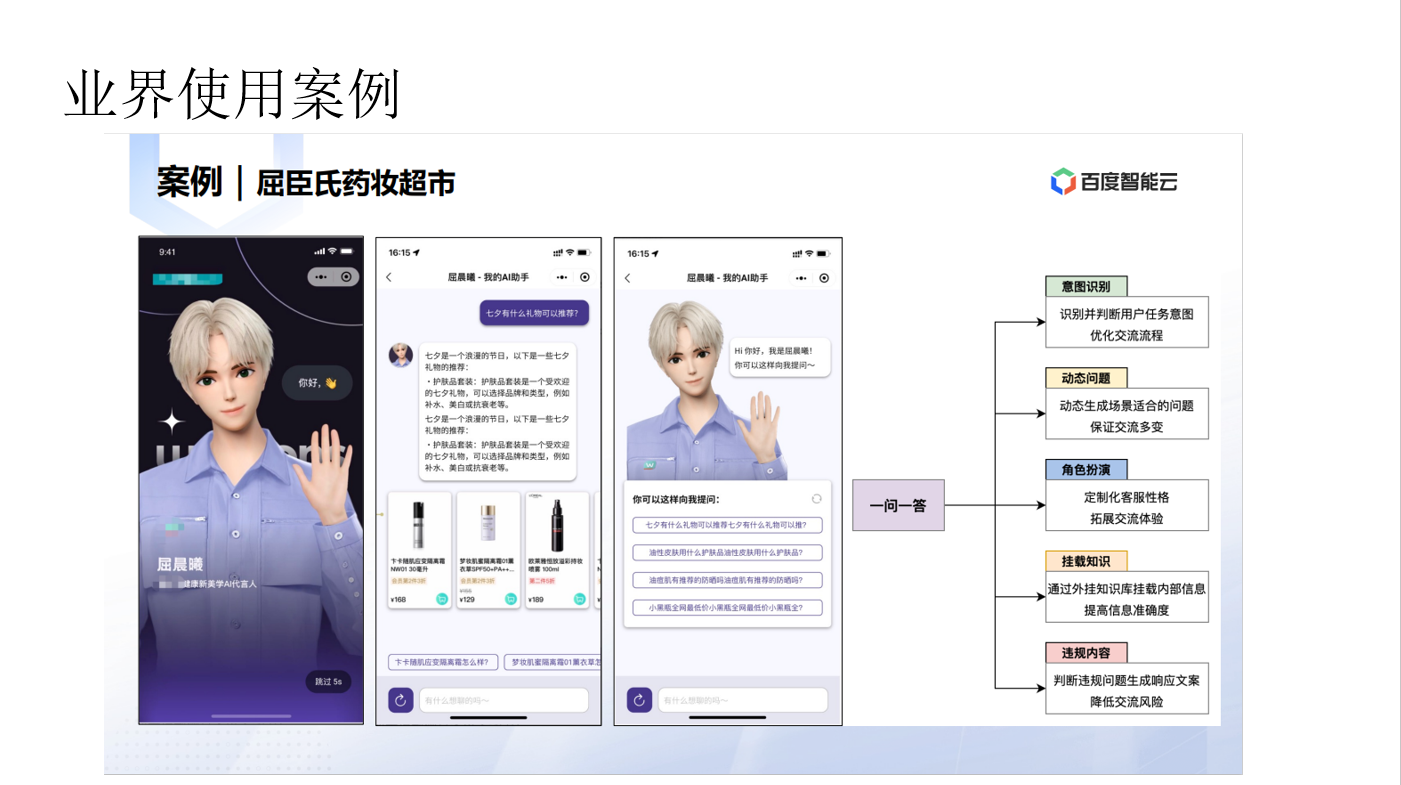 业界使用案例
案例｜屈臣氏药妆超市
百度智能云
9:41
你好，👋
屈晨曦
健康新美学AI代言人
跳过 5s
16:15
屈晨曦 - 我的AI助手
七夕有什么礼物可以推荐?
七夕是一个浪漫的节日，以下是一些七夕
礼物的推荐：
・护肤品套装：护肤品套装是一个受欢迎
的七夕礼物，可以选择品牌和类型，例如
补水、美白或抗衰老等。
七夕是一个浪漫的节日，以下是一些七夕
礼物的推荐：
・护肤品套装：护肤品套装是一个受欢迎
的七夕礼物，可以选择品牌和类型，例如
补水、美白或抗衰老等。
卞卡随肌应变隔离霜
NW01 30毫升
会员第2件3折
¥168
梦妆肌蜜隔离霜01薰
衣草SPF50+PA++...
会员第2件3折
¥129
欧莱雅恒放溢彩持妆
喷雾 100ml
第二件5折
¥189
卞卡随肌应变隔离霜怎么样?
梦妆肌蜜隔离霜01薰衣草怎
有什么想聊的吗～
16:15
屈晨曦 - 我的AI助手
Hi 你好，我是屈晨曦!
你可以这样向我提问～
你可以这样向我提问:
七夕有什么礼物可以推荐七夕有什么礼物可以推?
油性皮肤用什么护肤品油性皮肤用什么护肤品?
油痘肌有推荐的防晒吗油痘肌有推荐的防晒吗?
小黑瓶全网最低价小黑瓶全网最低价小黑瓶全?
有什么想聊的吗～
一问一答
意图识别
识别并判断用户任务意图
优化交流流程
动态问题
动态生成场景适合的问题
保证交流多变
角色扮演
定制化客服性格
拓展交流体验
挂载知识
通过外挂知识库挂载内部信息
提高信息准确度
违规内容
判断违规问题生成响应文案
降低交流风险